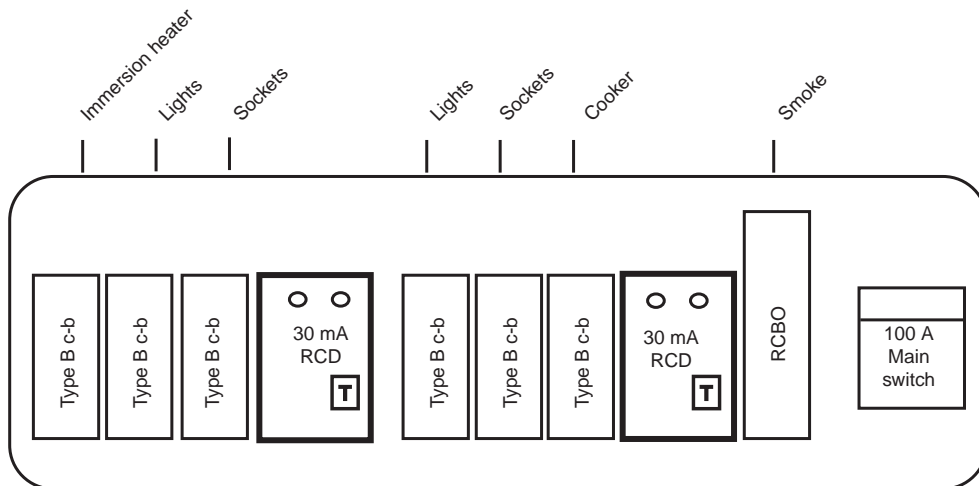 Immersion heater
Lights
Sockets
Lights
Sockets
Cooker
Smoke
Type B c-b
Type B c-b
Type B c-b
30 mA
RCD
T
Type B c-b
Type B c-b
Type B c-b
30 mA
RCD
T
RCBO
100 A
Main
switch